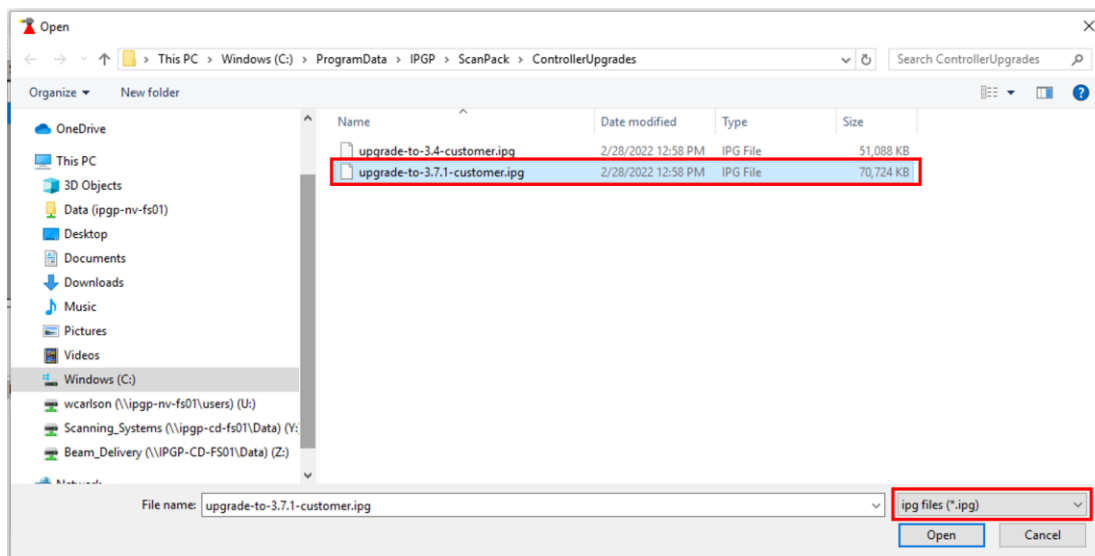 Open
This PC > Windows (C:) > ProgramData > IPGP > ScanPack > ControllerUpgrades
Search ControllerUpgrades
Organize
New folder
Name Date modified Type Size
upgrade-to-3.4-customer.ipg 2/28/2022 12:58 PM IPG File 51,088 KB
upgrade-to-3.7.1-customer.ipg 2/28/2022 12:58 PM IPG File 70,724 KB
OneDrive
This PC
3D Objects
Data (ipgp-nv-fs01)
Desktop
Documents
Downloads
Music
Pictures
Videos
Windows (C:)
wcarlson (\\ipgp-nv-fs01\users) (U:)
Scanning_Systems (\\ipgp-cd-fs01\Data) (Y:
Beam_Delivery (\\IPGP-CD-FS01\Data) (Z:)
File name: upgrade-to-3.7.1-customer.ipg
ipg files (*.ipg)
Open Cancel